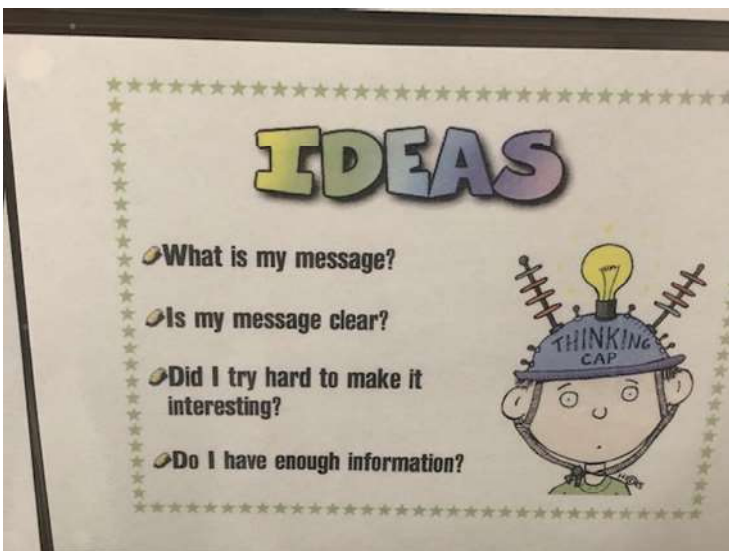 IDEAS
What is my message?
Is my message clear?
Did I try hard to make it
interesting?
Do I have enough information?
THINKING
CAP